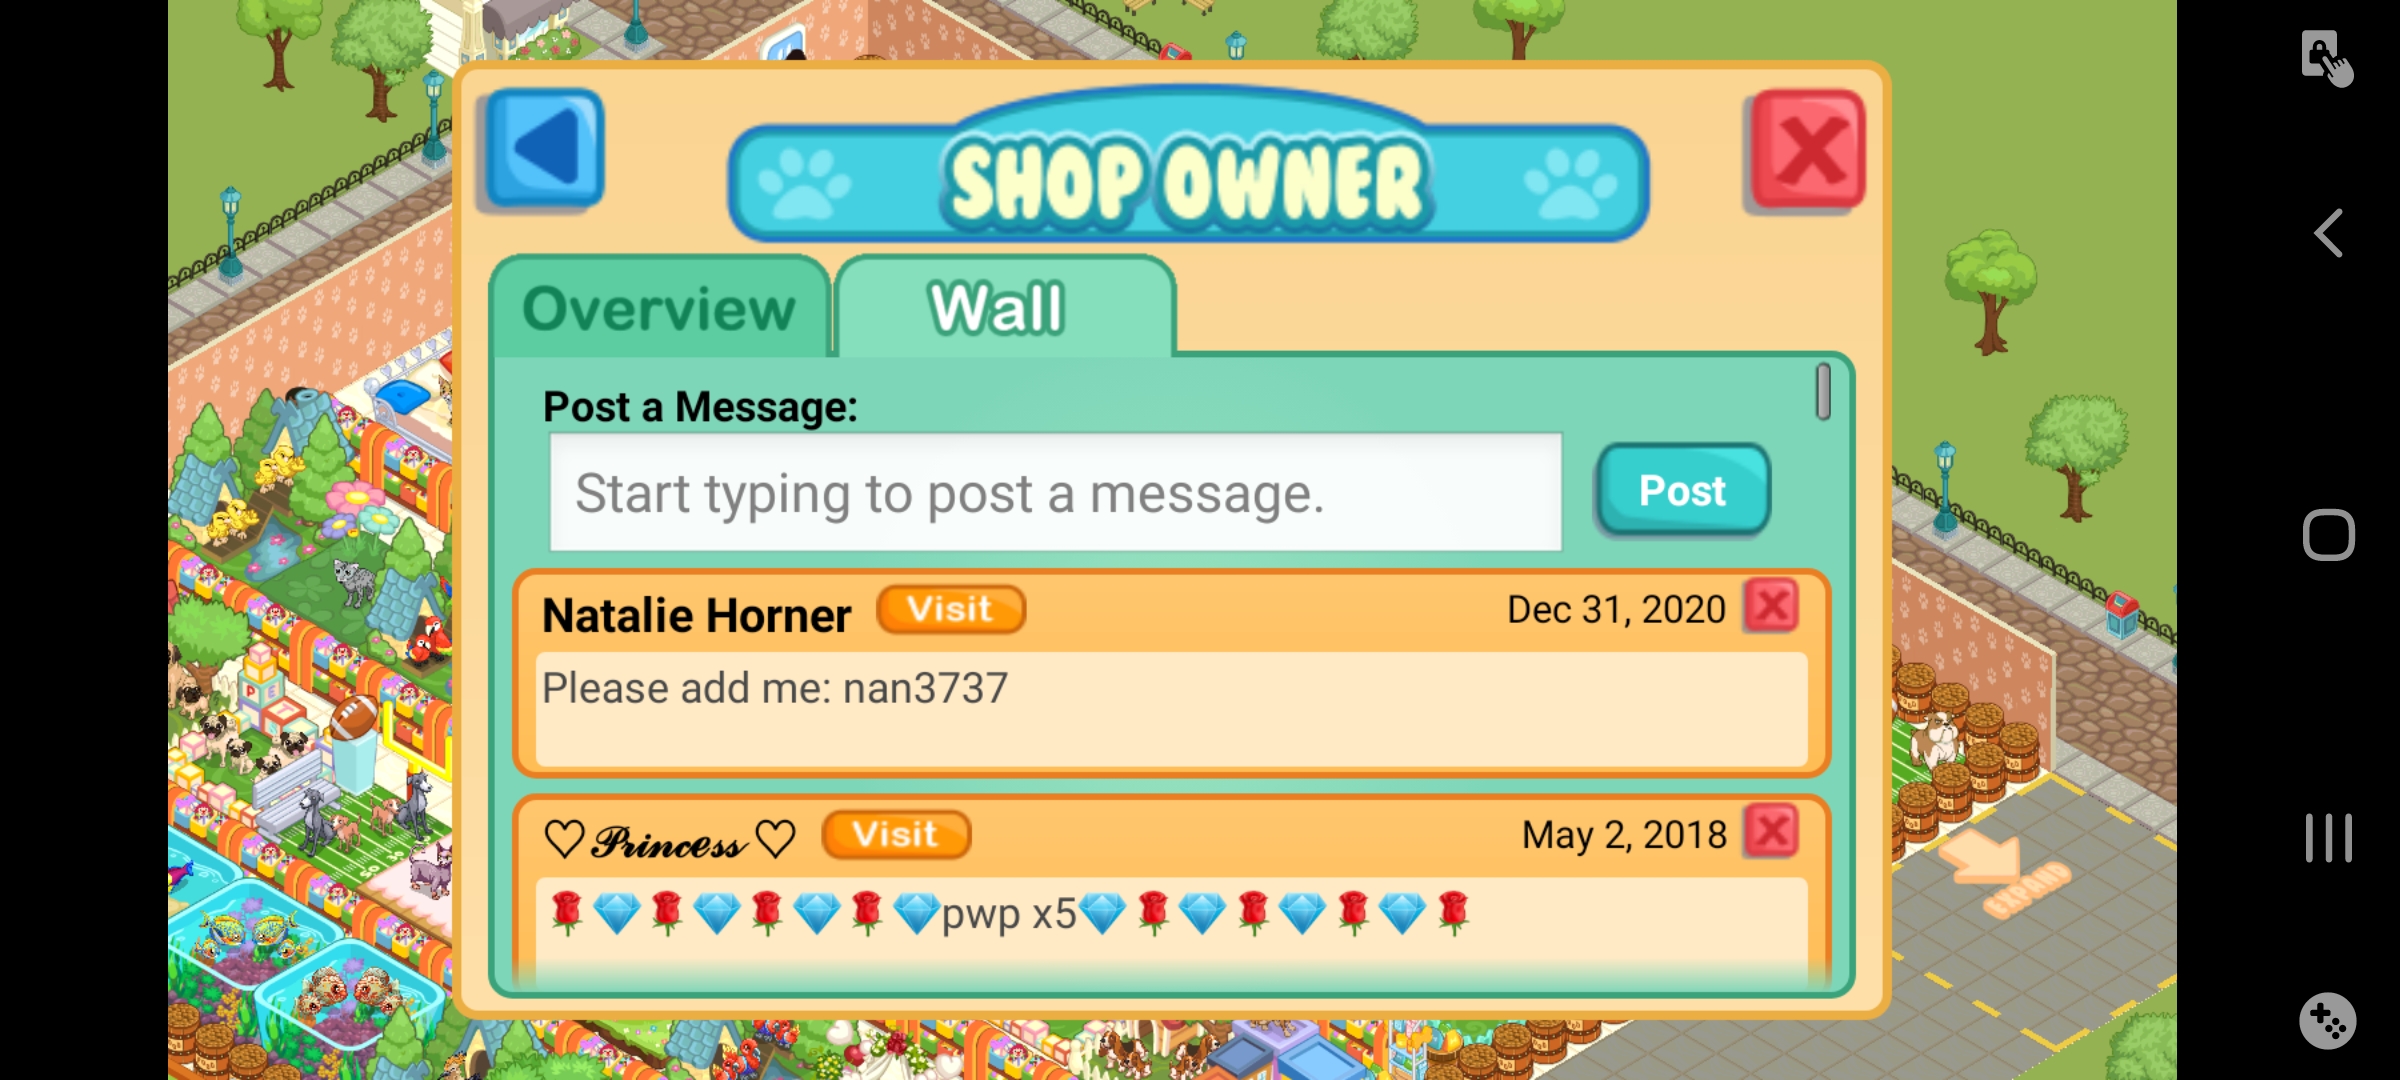 SHOP OWNER
Overview
Wall
Post a Message:
Start typing to post a message.
Post
Natalie Horner
Visit
Dec 31, 2020
Please add me: nan3737
♡𝓟𝓻𝓲𝓷𝓬𝓮𝓼𝓼♡
Visit
May 2, 2018
🌹💎🌹💎🌹💎🌹💎pwp x5💎🌹💎🌹💎🌹💎🌹
EXPAND